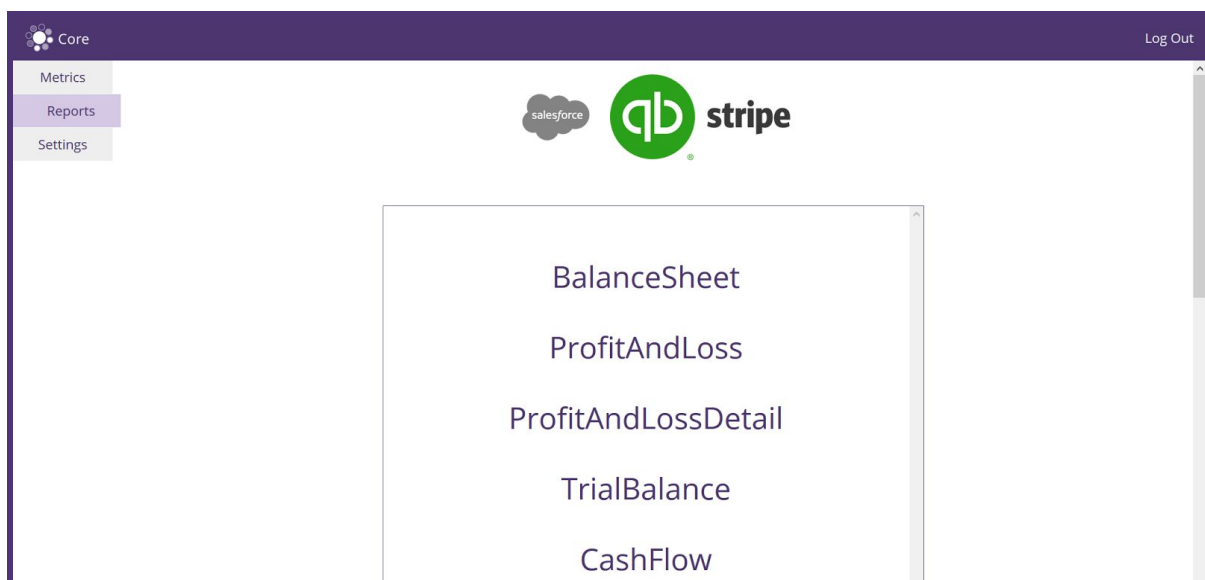 Core
Log Out
Metrics
Reports
Settings
salesforce
qb
®
stripe
BalanceSheet
ProfitAndLoss
ProfitAndLossDetail
TrialBalance
CashFlow